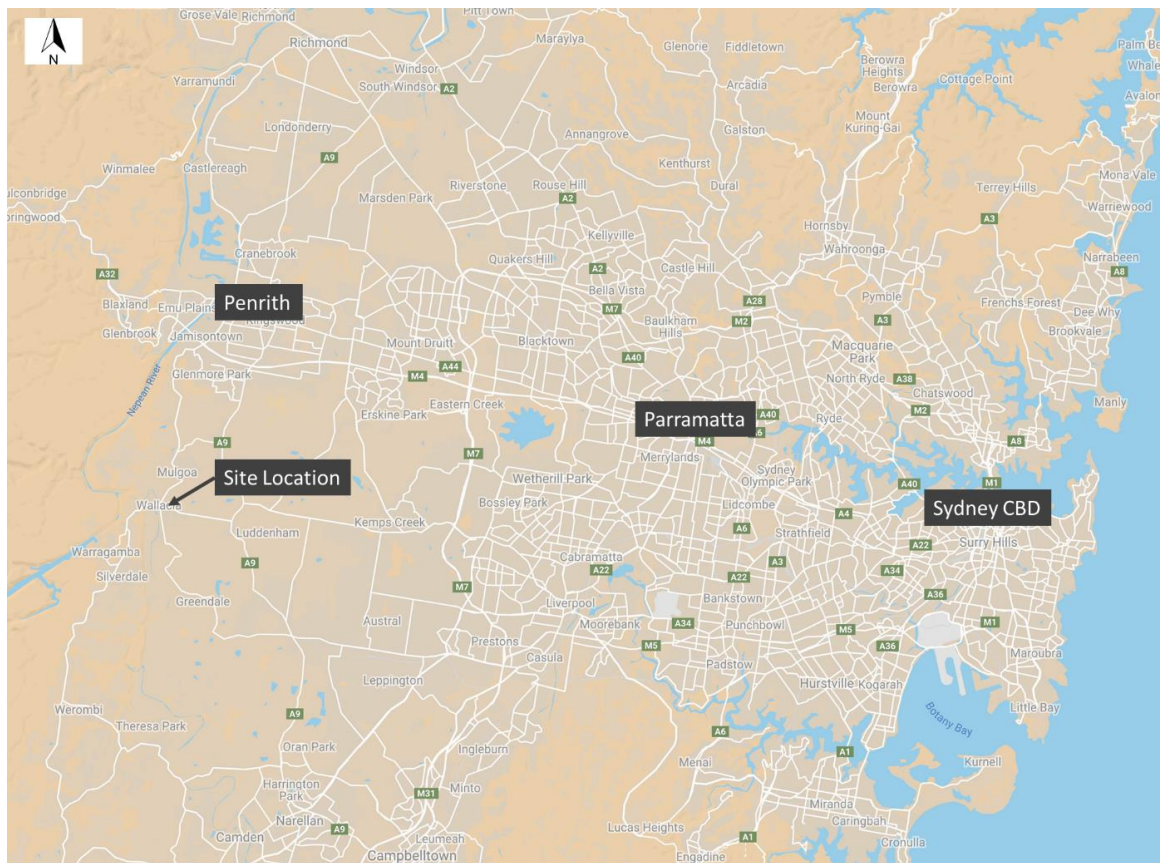 Grose Vale
Richmond
Pitt Town
Maraylya
Glenorie
Fiddletown
Berowra
Heights
Berowra
Cottage Point
Palm Be
Whale
Avalon
N
Yarramundi
Windsor
South Windsor
A2
Arcadia
Mount
Kuring-Gai
Londonderry
Annangrove
Galston
Winmalee
Castlereagh
A9
Kenthurst
Riverstone
Rouse Hill
Dural
Terrey Hills
Mona Vale
ulconbridge
pringwood
Marsden Park
A2
Warriewood
A3
Hornsby
Wahroonga
Kellyville
Cranebrook
Quakers Hill
Castle Hill
Narrabeen
A32
A2
A8
Blaxland
Emu Plains
Penrith
Kingswood
Bella Vista
M7
A28
Pymble
Frenchs Forest
Dee Why
Glenbrook
Jamisontown
Mount Druitt
Blacktown
Baulkham
Hills
M2
A3
Brookvale
Macquarie
Park
Nepean River
Glenmore Park
A44
M4
A40
North Ryde
A38
Chatswood
Erskine Park
Eastern Creek
Parramatta
A40
Ryde
M2
Manly
A9
M4
A8
Mulgoa
M7
Merrylands
Site Location
Wetherill Park
Sydney
Olympic Park
A40
M1
Wallacia
Bossley Park
Lidcombe
Sydney CBD
Kemps Creek
A4
Luddenham
A6
Strathfield
Surry Hills
Warragamba
A9
Cabramatta
A22
A3
A22
Silverdale
M7
A22
A34
Greendale
Liverpool
Bankstown
A36
Austral
Moorebank
A34
Punchbowl
M5
M1
Prestons
M5
A36
Maroubra
Casula
Padstow
Leppington
Hurstville
Kogarah
Werombi
Little Bay
Theresa Park
A9
Botany Bay
Oran Park
Ingleburn
A6
Menai
A1
Kurnell
Harrington
Park
M31
Minto
Miranda
Narellan
Caringbah
Camden
A9
Leumeah
Lucas Heights
A1
Cronulla
Campbelltown
Engadine